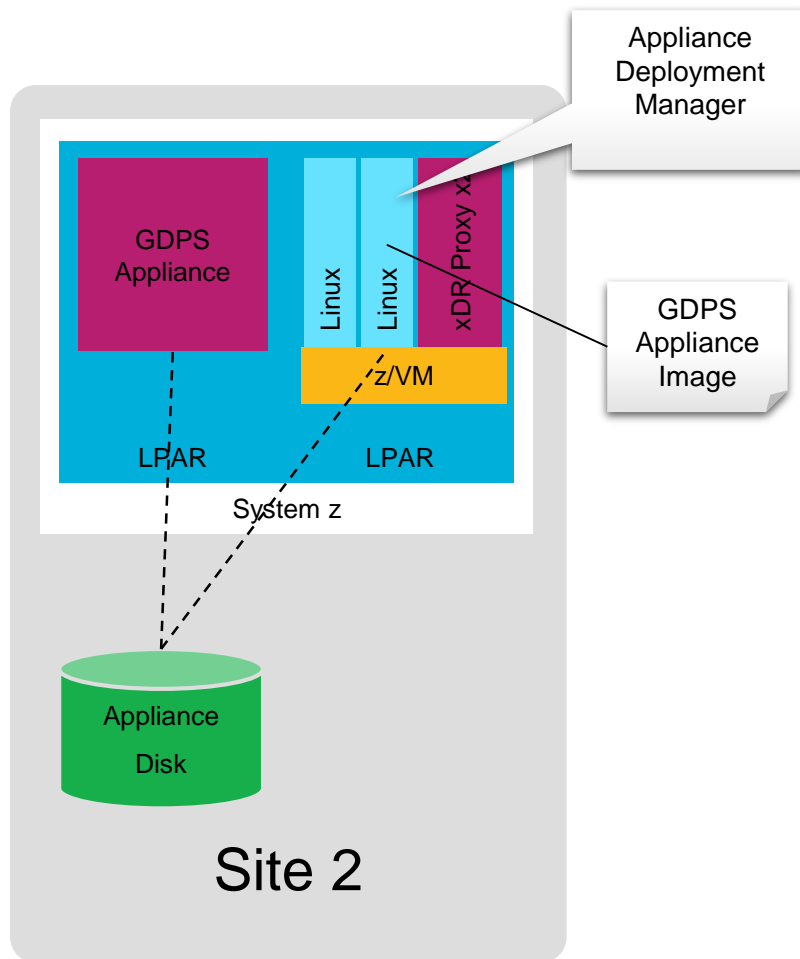 Appliance
Deployment
Manager
GDPS
Appliance
Linux
Linux
xDR Proxy x2
GDPS
Appliance
Image
z/VM
LPAR
LPAR
System z
Appliance
Disk
Site 2